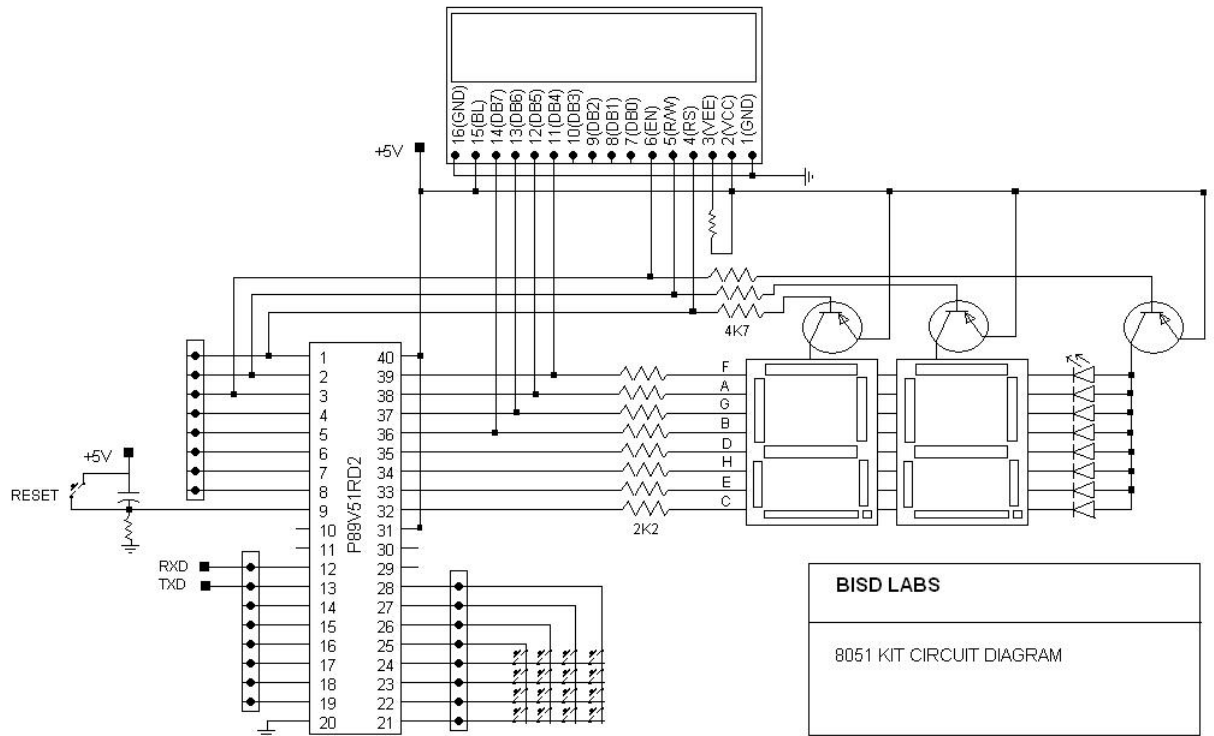 16(GND)
15(BL)
14(DB7)
13(DB6)
12(DB5)
11(DB4)
10(DB3)
9(DB2)
8(DB1)
7(DB0)
6(EN)
5(R/W)
4(RS)
3(VEE)
2(VCC)
1(GND)
+5V
4K7
1 40
2 39
3 38
4 37
5 36
6 35
7 34
8 33
9 32
10 31
11 30
12 29
13 28
14 27
15 26
16 25
17 24
18 23
19 22
20 21
P89V51RD2
F
A
G
B
D
H
E
C
2K2
+5V
RESET
RXD
TXD
BISD LABS
8051 KIT CIRCUIT DIAGRAM